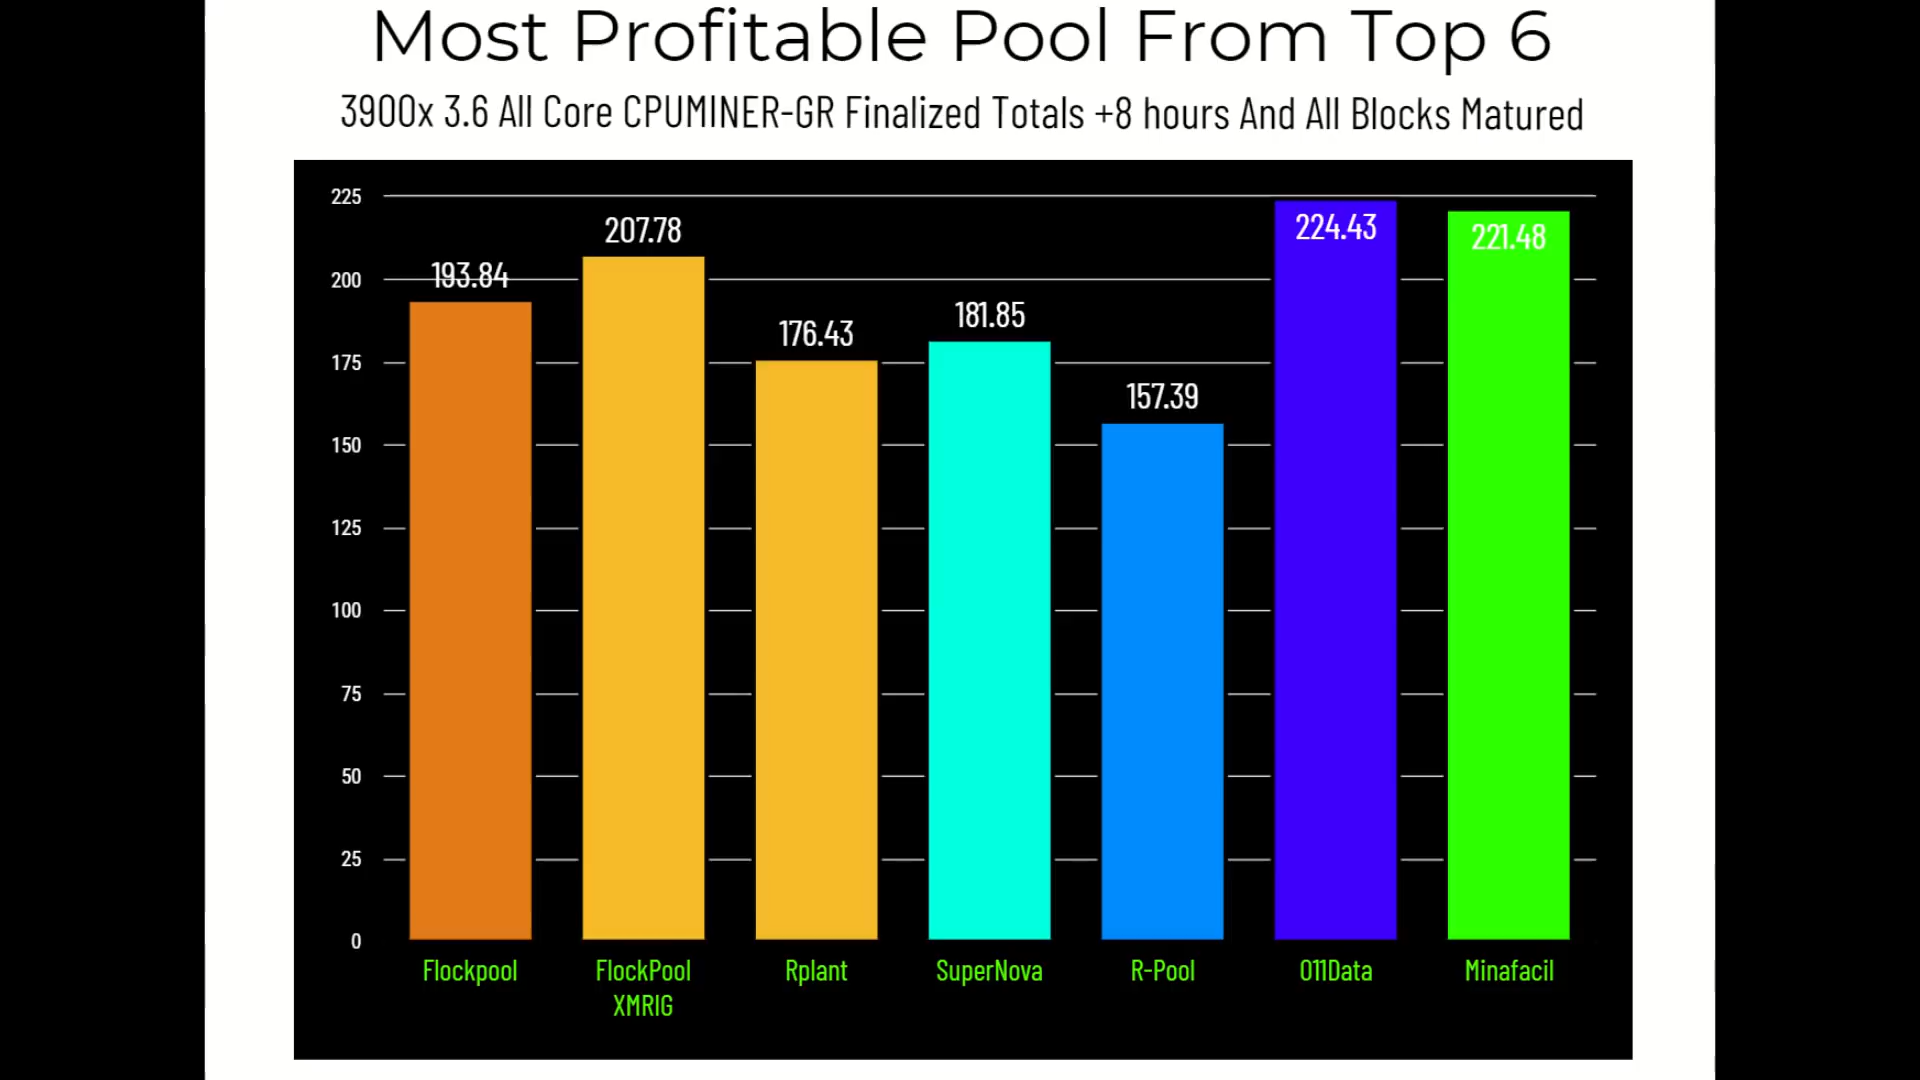 Most Profitable Pool From Top 6
3900x 3.6 All Core CPUMINER-GR Finalized Totals +8 hours And All Blocks Matured
225
200
175
150
125
100
75
50
25
0
193.84
207.78
176.43
181.85
157.39
224.43
221.48
Flockpool
FlockPool
XMRIG
Rplant
SuperNova
R-Pool
011Data
Minafacil